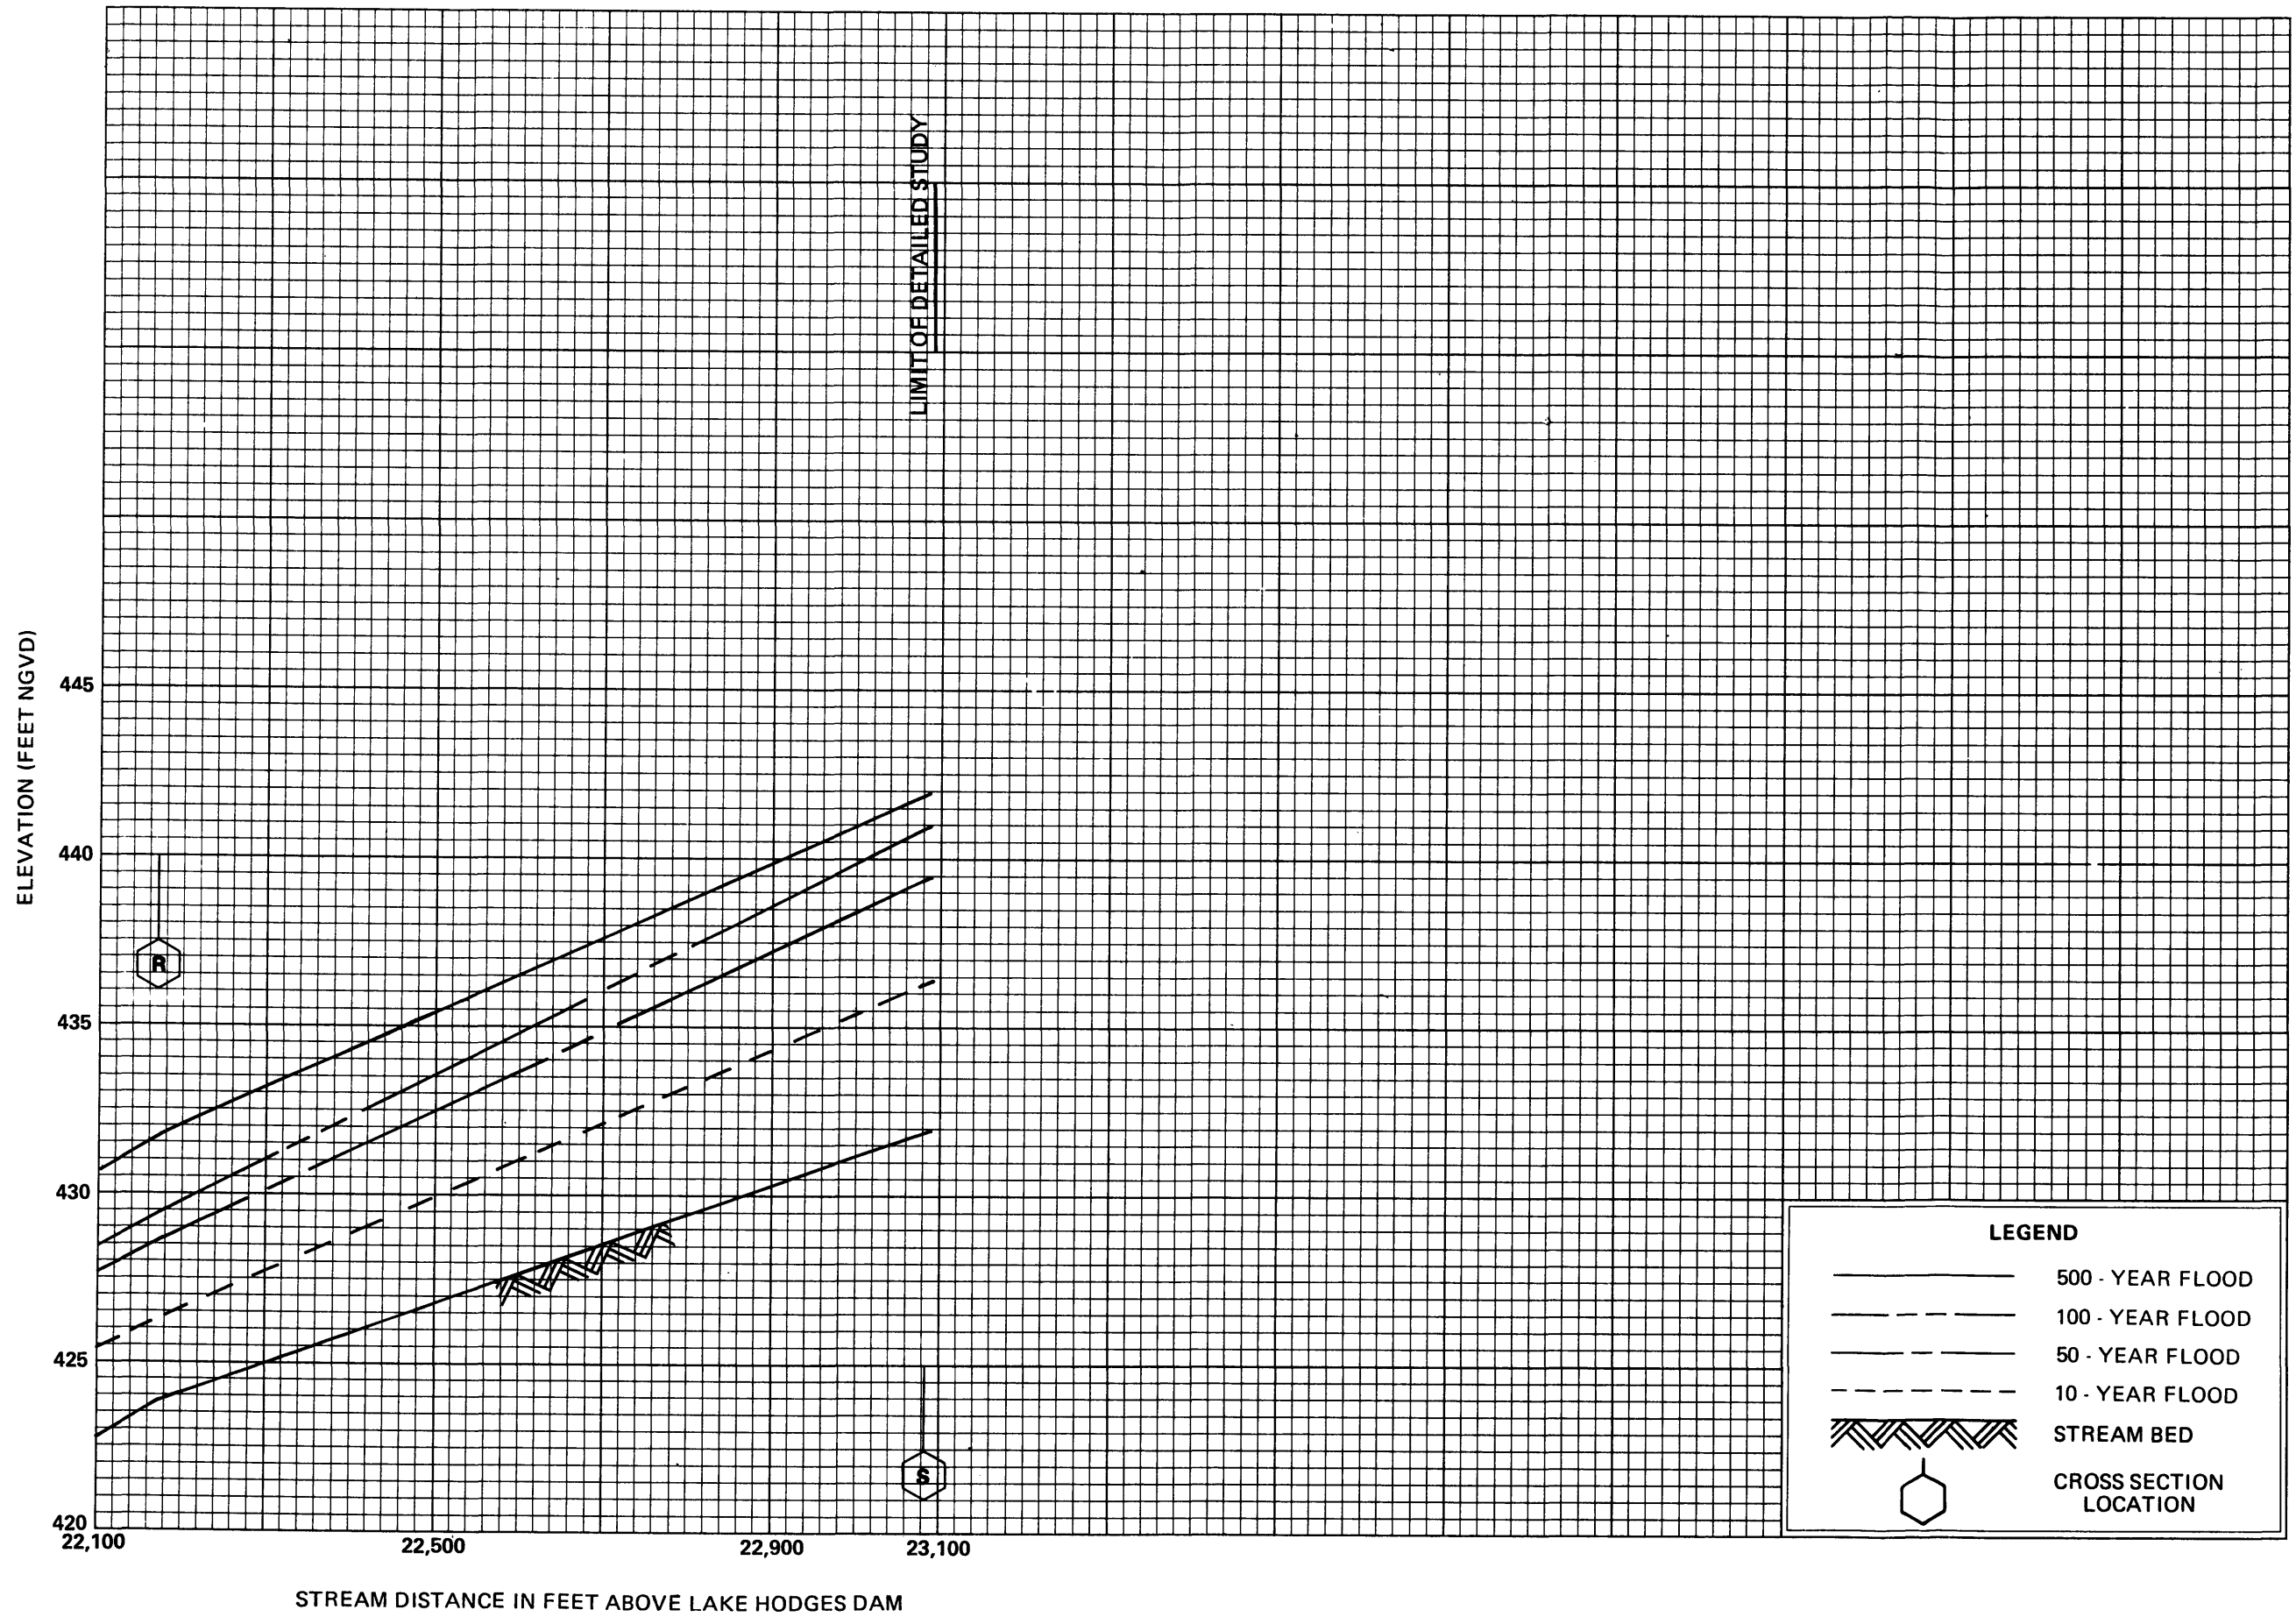 LIMIT OF DETAILED STUDY
ELEVATION (FEET NGVD)
445
440
435
430
425
420
R
S
22,100
22,500
22,900
23,100
STREAM DISTANCE IN FEET ABOVE LAKE HODGES DAM
LEGEND
500 - YEAR FLOOD
100 - YEAR FLOOD
50 - YEAR FLOOD
10 - YEAR FLOOD
STREAM BED
CROSS SECTION
LOCATION